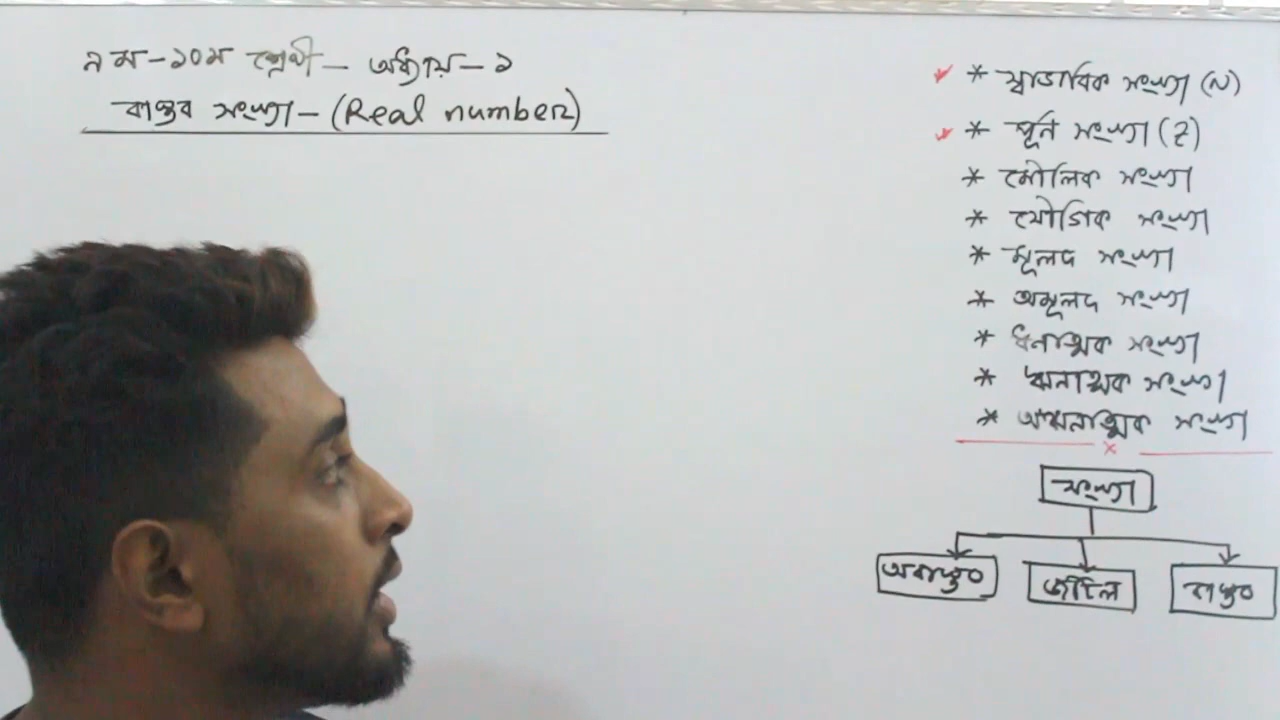 ৯ম-১০ম শ্রেণী - অধ্যায় - ১
বাস্তব সংখ্যা - (Real number)
* স্বাভাবিক সংখ্যা (N)
* পূর্ন সংখ্যা (Z)
* মৌলিক সংখ্যা
* যৌগিক সংখ্যা
* মূলদ সংখ্যা
* অমূলদ সংখ্যা
* ধনাত্মক সংখ্যা
* ঋনাত্মক সংখ্যা
* অঋনাত্মক সংখ্যা
সংখ্যা
অবাস্তব জটিল বাস্তব